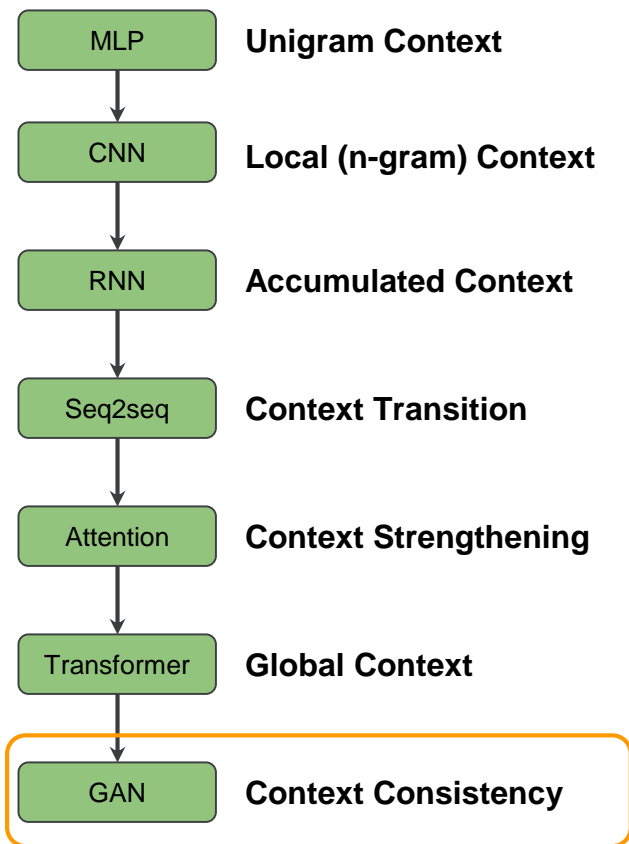 MLP Unigram Context
CNN Local (n-gram) Context
RNN Accumulated Context
Seq2seq Context Transition
Attention Context Strengthening
Transformer Global Context
GAN Context Consistency